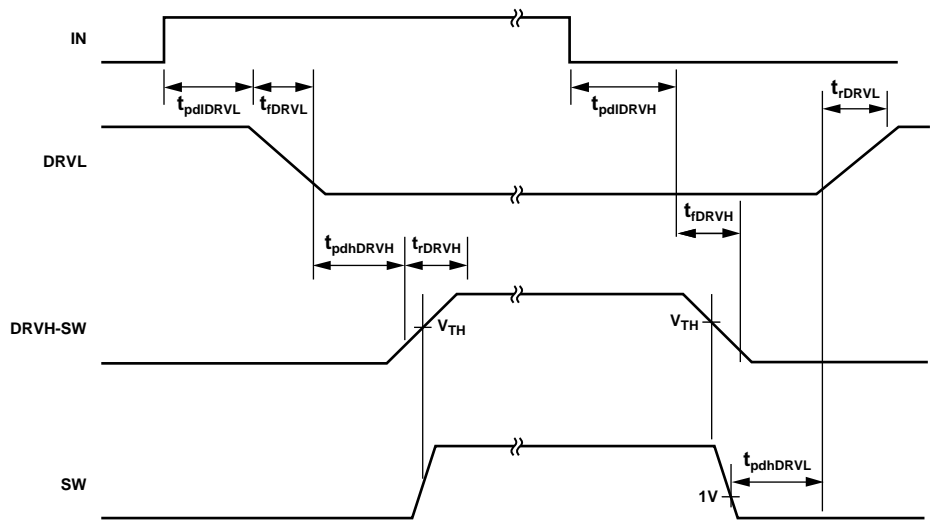 IN
tpdlDRVL
tfDRVL
tpdlDRVH
trDRVL
DRVL
tfDRVH
tpdhDRVH
trDRVH
DRVH-SW
VTH
VTH
tpdhDRVL
SW
1V